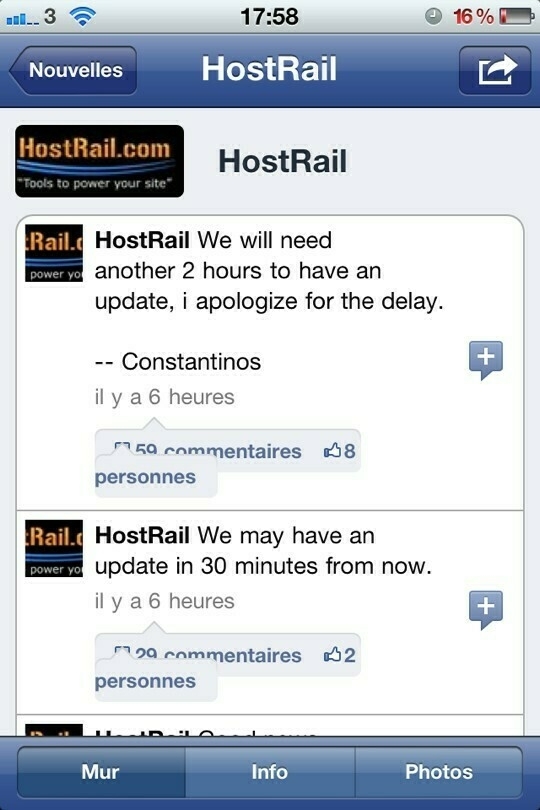 3 17:58 16 %
Nouvelles HostRail
HostRail.com
"Tools to power your site"
HostRail
Rail.c
power yo
HostRail We will need
another 2 hours to have an
update, i apologize for the delay.
-- Constantinos
il y a 6 heures
59 commentaires 8
personnes
Rail.c
power yo
HostRail We may have an
update in 30 minutes from now.
il y a 6 heures
29 commentaires 2
personnes
HostRail Good news
Mur Info Photos